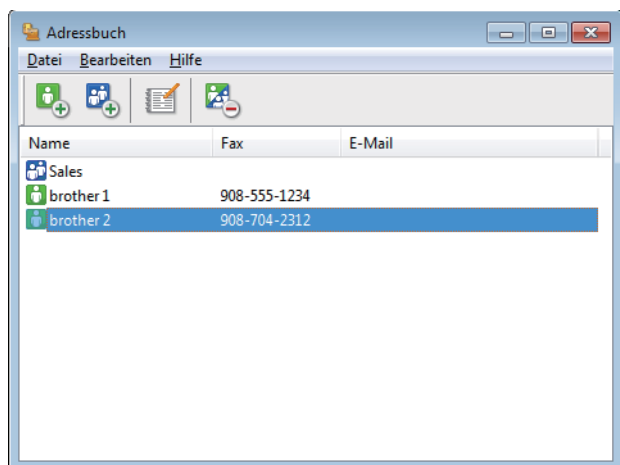 Adressbuch
Datei Bearbeiten Hilfe
Name Fax E-Mail
Sales
brother 1 908-555-1234
brother 2 908-704-2312